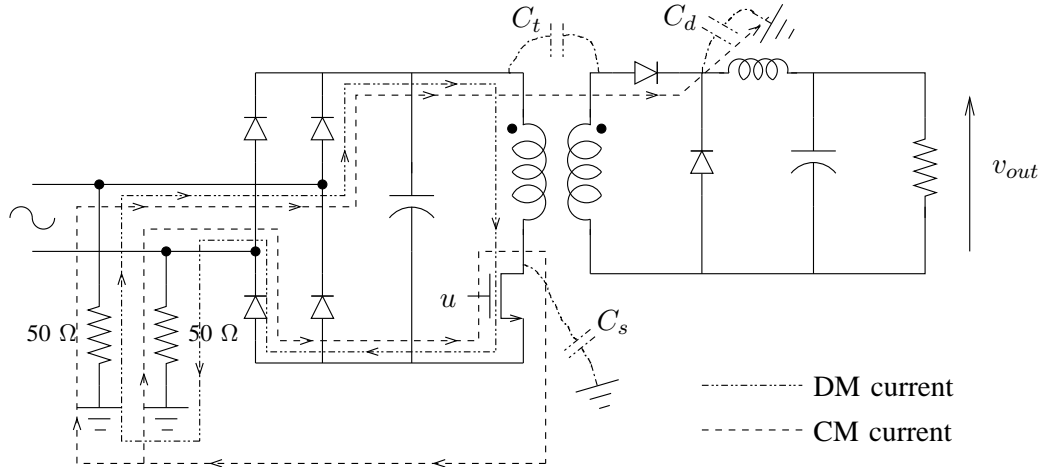 C_t
C_d
v_out
u
C_s
50 Ω
50 Ω
DM current
CM current